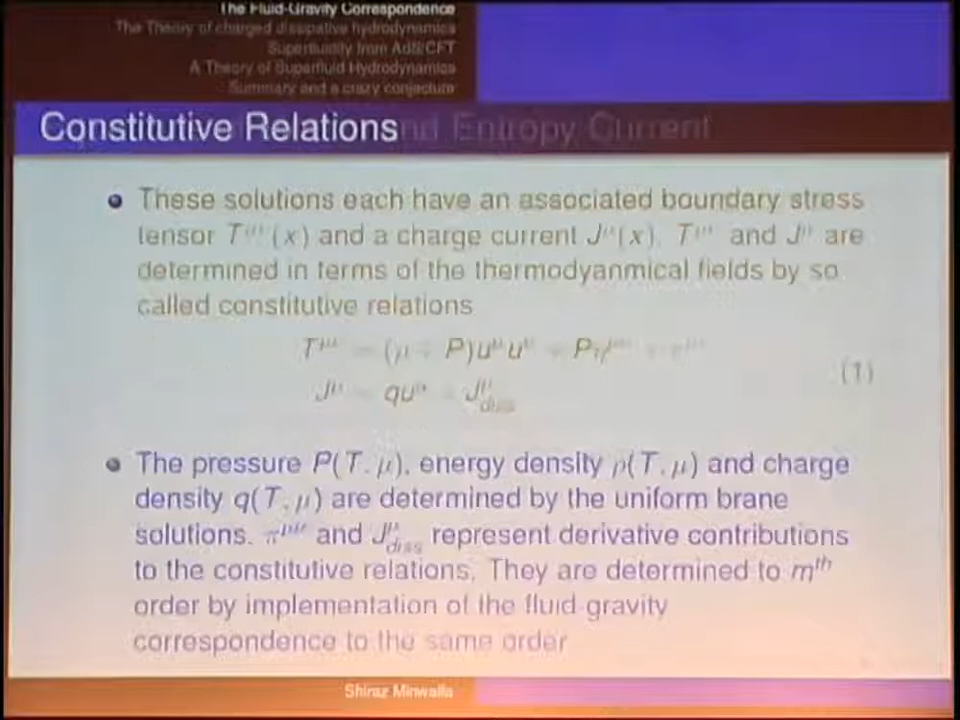 The Fluid-Gravity Correspondence
The Theory of charged dissipative hydrodynamics
Superfluidity from AdS/CFT
A Theory of Superfluid Hydrodynamics
Summary and a crazy conjecture
Constitutive Relations nd Entropy Current
These solutions each have an associated boundary stress
tensor T^{μν}(x) and a charge current J^μ(x). T^{μν} and J^μ are
determined in terms of the thermodyanmical fields by so
called constitutive relations
T^{μν} = (ρ + P)u^μ u^ν + Pη^{μν} + π^{μν}
J^μ = qu^μ + J^μ_{diss}
(1)
The pressure P(T, μ), energy density ρ(T, μ) and charge
density q(T, μ) are determined by the uniform brane
solutions. π^{μν} and J^μ_{diss} represent derivative contributions
to the constitutive relations. They are determined to m^{th}
order by implementation of the fluid gravity
correspondence to the same order
Shiraz Minwalla